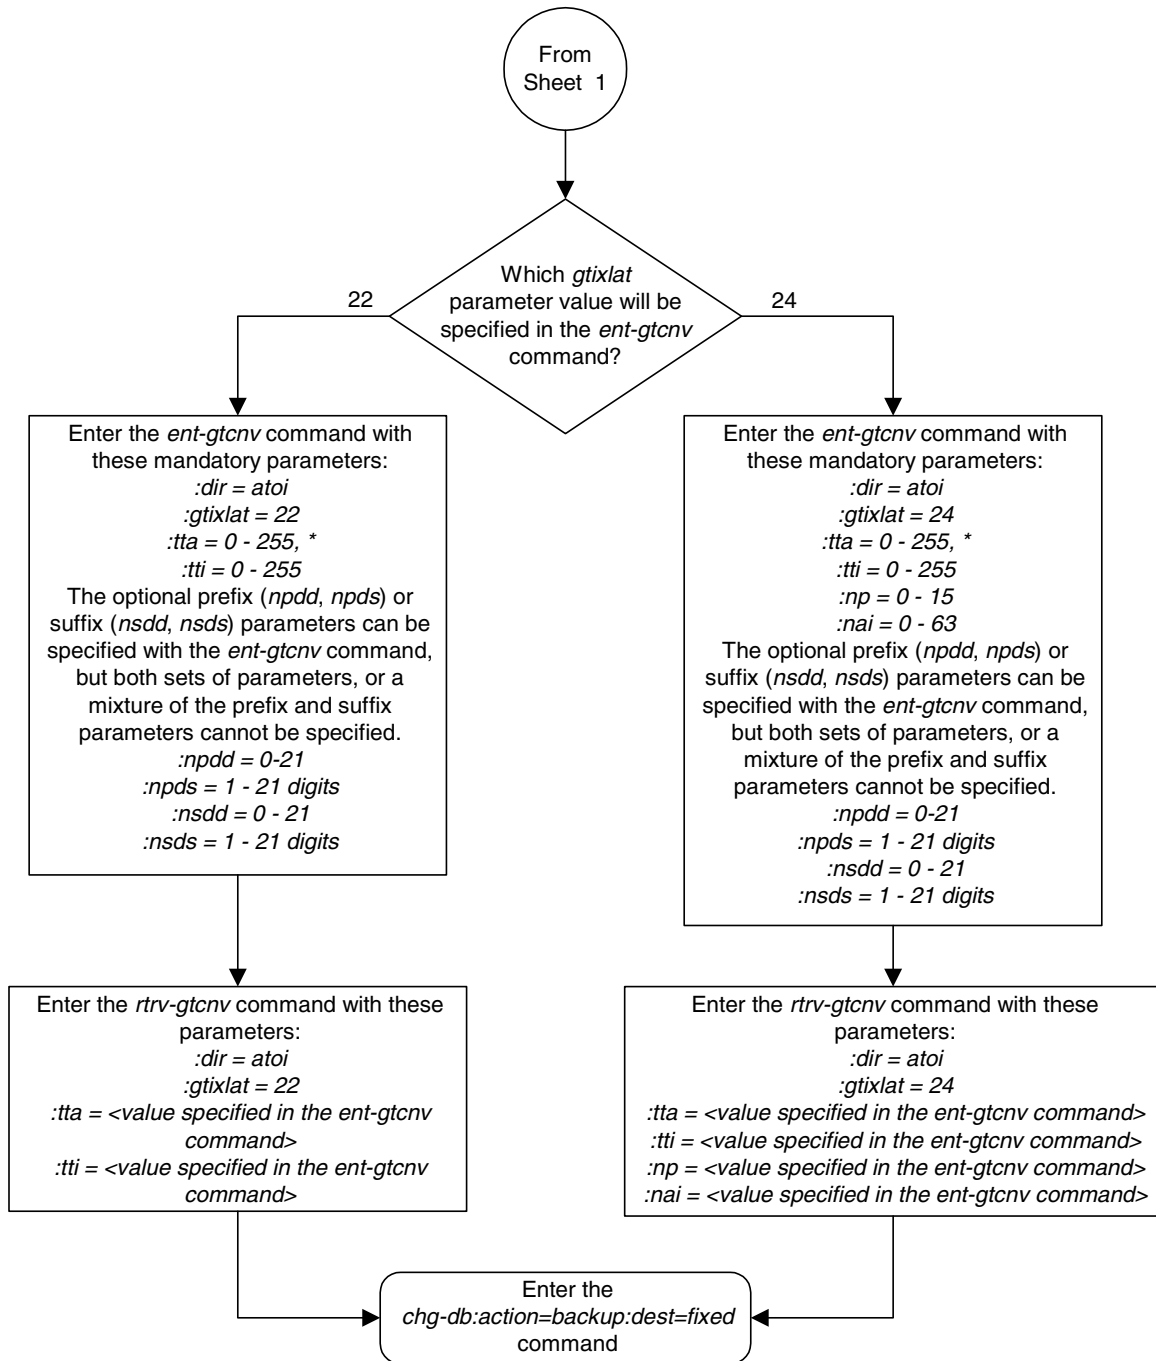 From
Sheet 1
Which gtixlat
parameter value will be
specified in the ent-gtcnv
command?
22
24
Enter the ent-gtcnv command with
these mandatory parameters:
:dir = atoi
:gtixlat = 22
:tta = 0 - 255, *
:tti = 0 - 255
The optional prefix (npdd, npds) or
suffix (nsdd, nsds) parameters can be
specified with the ent-gtcnv command,
but both sets of parameters, or a
mixture of the prefix and suffix
parameters cannot be specified.
:npdd = 0-21
:npds = 1 - 21 digits
:nsdd = 0 - 21
:nsds = 1 - 21 digits
Enter the ent-gtcnv command with
these mandatory parameters:
:dir = atoi
:gtixlat = 24
:tta = 0 - 255, *
:tti = 0 - 255
:np = 0 - 15
:nai = 0 - 63
The optional prefix (npdd, npds) or
suffix (nsdd, nsds) parameters can be
specified with the ent-gtcnv command,
but both sets of parameters, or a
mixture of the prefix and suffix
parameters cannot be specified.
:npdd = 0-21
:npds = 1 - 21 digits
:nsdd = 0 - 21
:nsds = 1 - 21 digits
Enter the rtrv-gtcnv command with these
parameters:
:dir = atoi
:gtixlat = 22
:tta = <value specified in the ent-gtcnv
command>
:tti = <value specified in the ent-gtcnv
command>
Enter the rtrv-gtcnv command with these
parameters:
:dir = atoi
:gtixlat = 24
:tta = <value specified in the ent-gtcnv command>
:tti = <value specified in the ent-gtcnv command>
:np = <value specified in the ent-gtcnv command>
:nai = <value specified in the ent-gtcnv command>
Enter the
chg-db:action=backup:dest=fixed
command